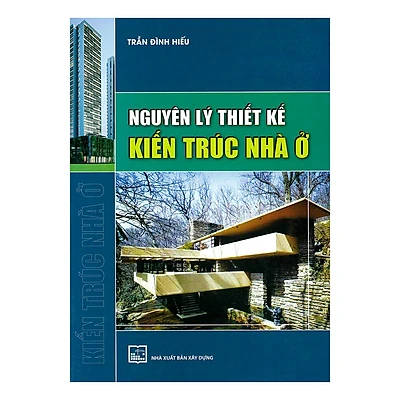 TRẦN ĐÌNH HIẾU
NGUYÊN LÝ THIẾT KẾ
KIẾN TRÚC NHÀ Ở
KIẾN TRÚC NHÀ Ở
NHÀ XUẤT BẢN XÂY DỰNG